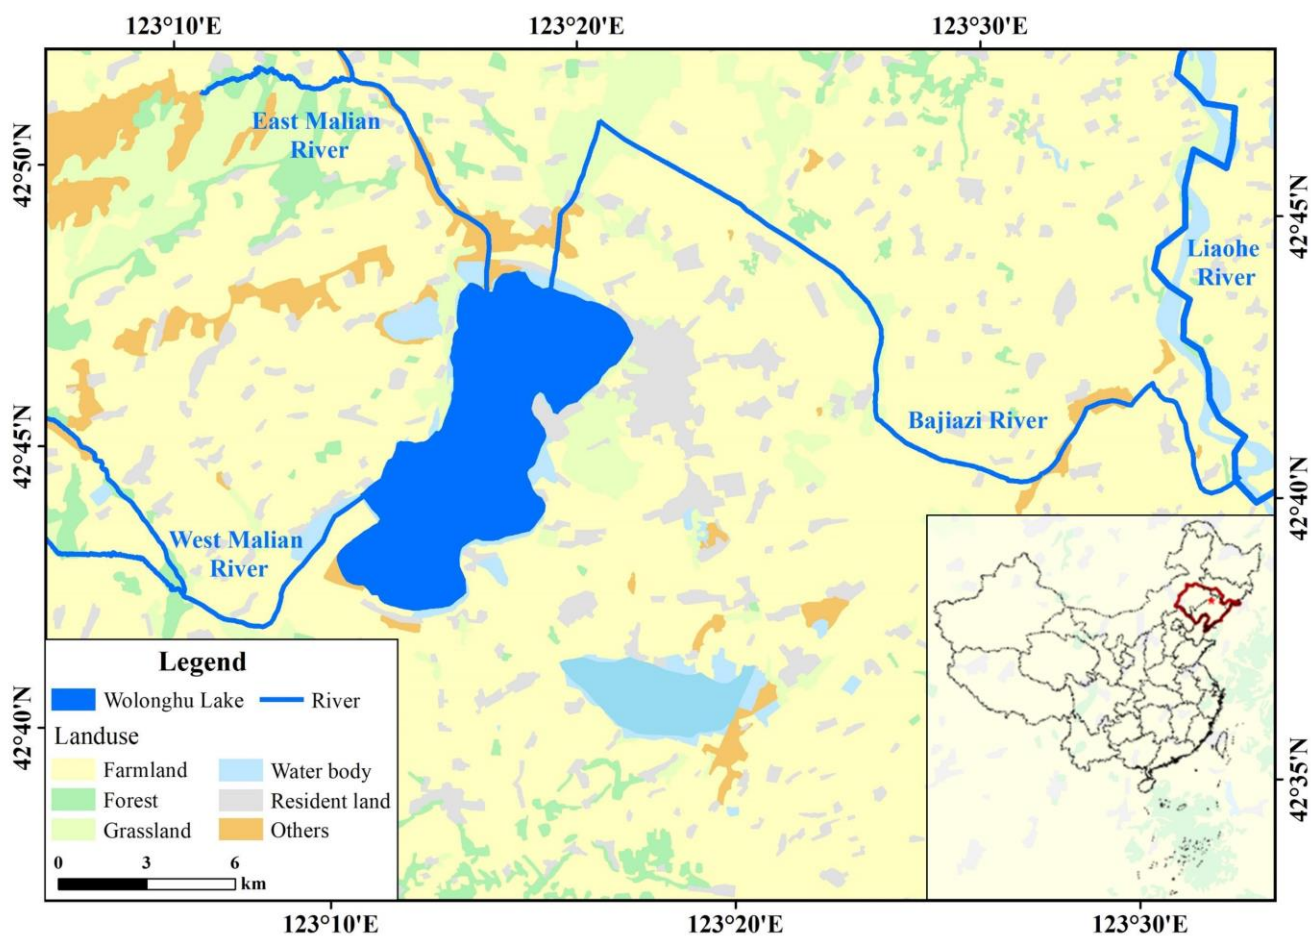 123°10'E
123°20'E
123°30'E
42°50'N
42°45'N
42°40'N
42°45'N
42°40'N
42°35'N
East Malian
River
Liaohe
River
Bajiazi River
West Malian
River
Legend
Wolonghu Lake
River
Landuse
Farmland
Water body
Forest
Resident land
Grassland
Others
0
3
6
km
123°10'E
123°20'E
123°30'E